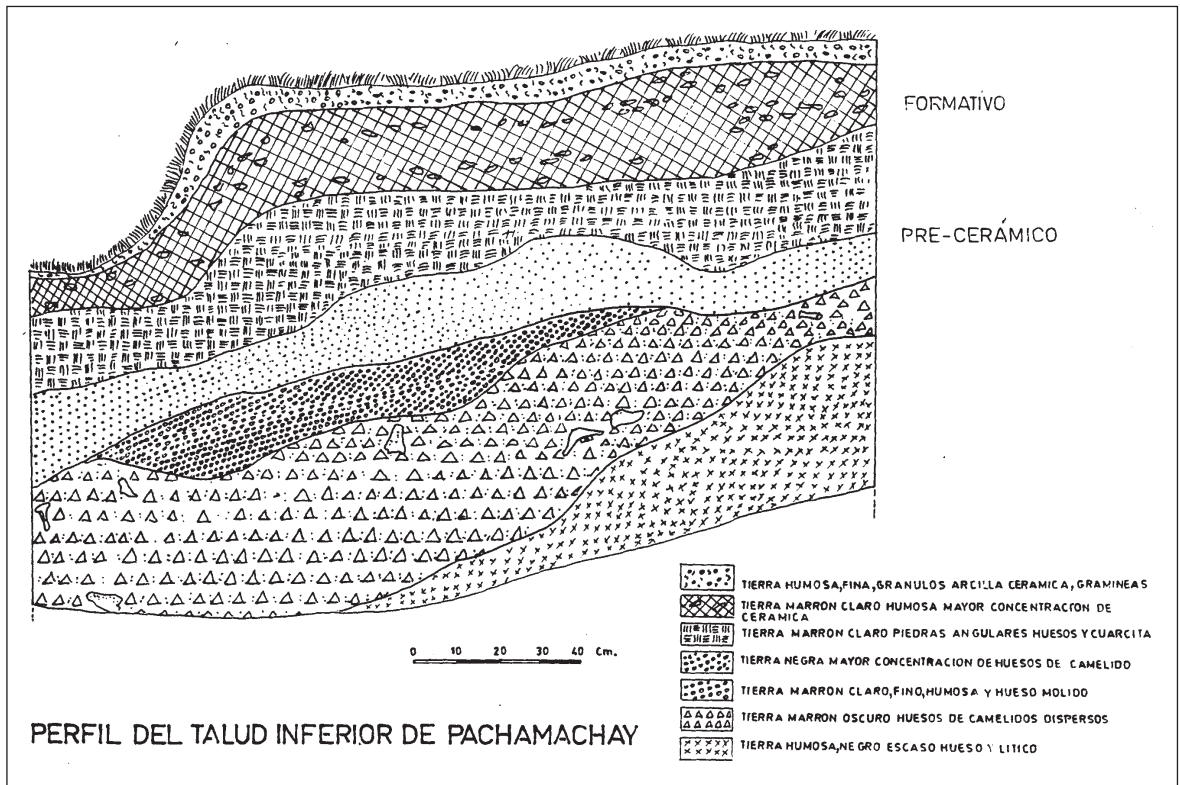 FORMATIVO
PRE-CERÁMICO
TIERRA HUMOSA, FINA, GRANULOS ARCILLA CERAMICA, GRAMINEAS
TIERRA MARRON CLARO HUMOSA MAYOR CONCENTRACION DE
CERAMICA
TIERRA MARRON CLARO PIEDRAS ANGULARES HUESOS Y CUARCITA
TIERRA NEGRA MAYOR CONCENTRACION DE HUESOS DE CAMELIDO
TIERRA MARRON CLARO, FINO, HUMOSA Y HUESO MOLIDO
TIERRA MARRON OSCURO HUESOS DE CAMELIDOS DISPERSOS
TIERRA HUMOSA, NEGRO ESCASO HUESO Y LITICO
0 10 20 30 40 Cm.
PERFIL DEL TALUD INFERIOR DE PACHAMACHAY